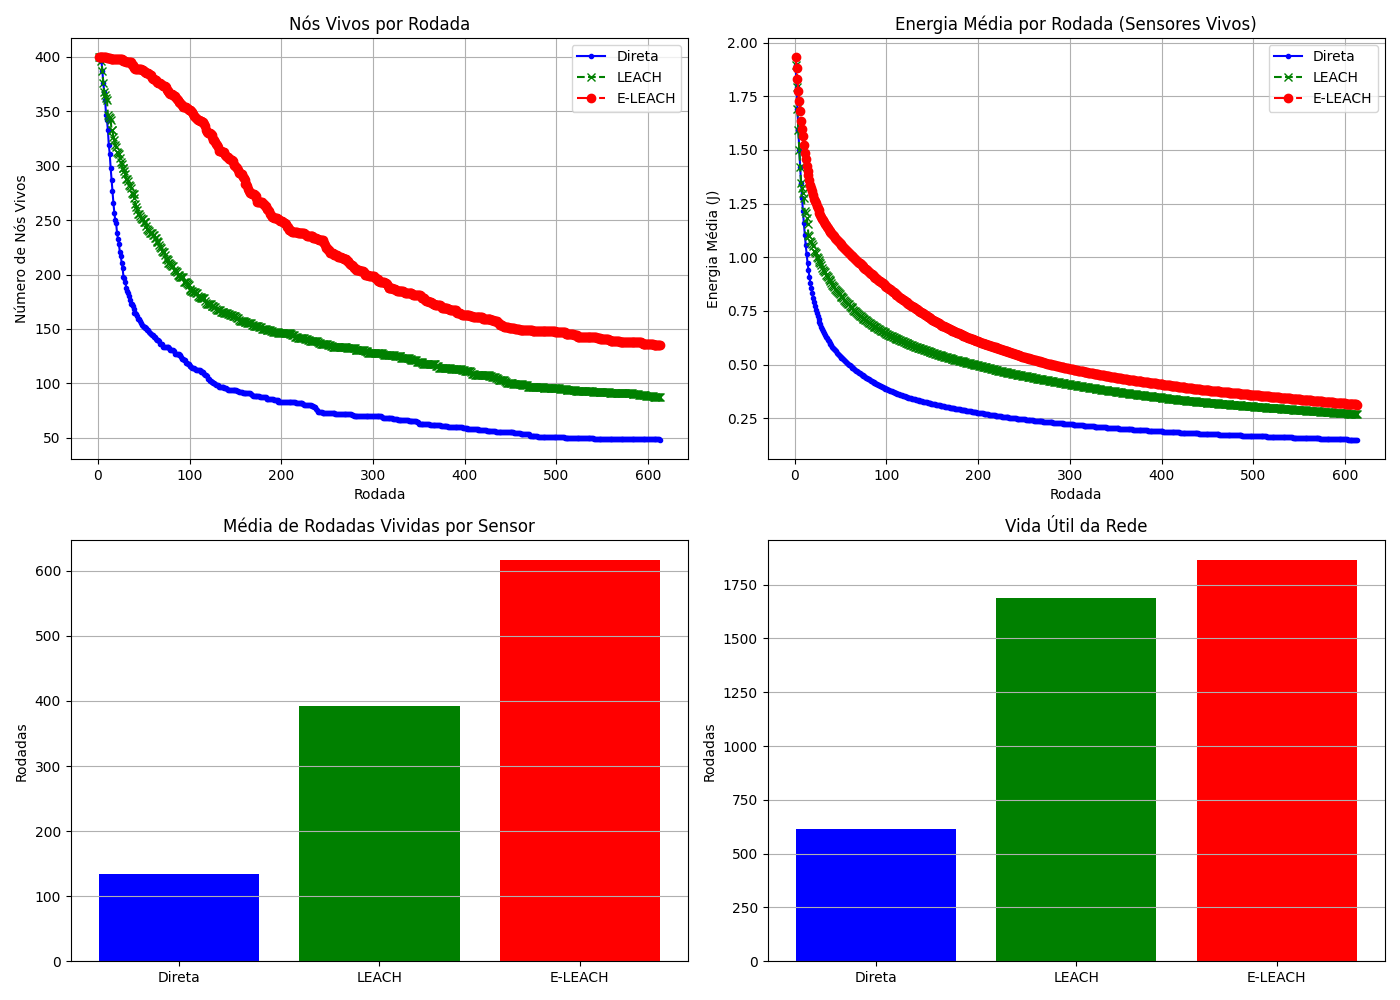 Nós Vivos por Rodada
Número de Nós Vivos
400
350
300
250
200
150
100
50
0 100 200 300 400 500 600
Rodada
Direta
LEACH
E-LEACH
Energia Média por Rodada (Sensores Vivos)
Energia Média (J)
2.00
1.75
1.50
1.25
1.00
0.75
0.50
0.25
0 100 200 300 400 500 600
Rodada
Direta
LEACH
E-LEACH
Média de Rodadas Vividas por Sensor
Rodadas
600
500
400
300
200
100
0
Direta LEACH E-LEACH
Vida Útil da Rede
Rodadas
1750
1500
1250
1000
750
500
250
0
Direta LEACH E-LEACH